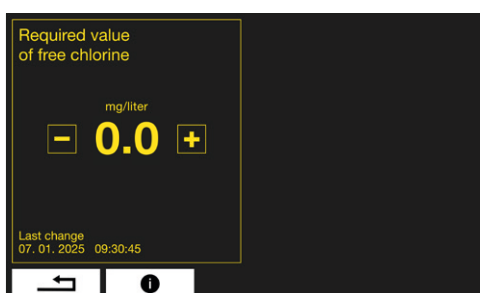 Required value
of free chlorine
mg/liter
− 0.0 +
Last change
07. 01. 2025 09:30:45
i